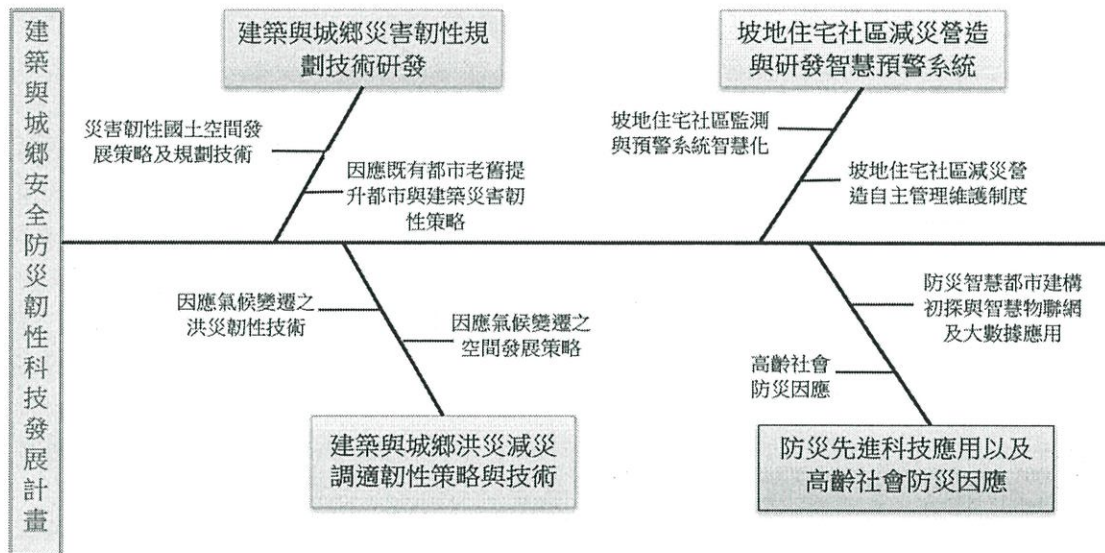 建築與城鄉安全防災韌性科技發展計畫
建築與城鄉災害韌性規
劃技術研發
災害韌性國土空間發
展策略及規劃技術
因應既有都市老舊提
升都市與建築災害韌
性策略
坡地住宅社區減災營造
與研發智慧預警系統
坡地住宅社區監測
與預警系統智慧化
坡地住宅社區減災營
造自主管理維護制度
因應氣候變遷之
洪災韌性技術
因應氣候變遷之
空間發展策略
建築與城鄉洪災減災
調適韌性策略與技術
防災智慧都市建構
初探與智慧物聯網
及大數據應用
高齡社會
防災因應
防災先進科技應用以及
高齡社會防災因應